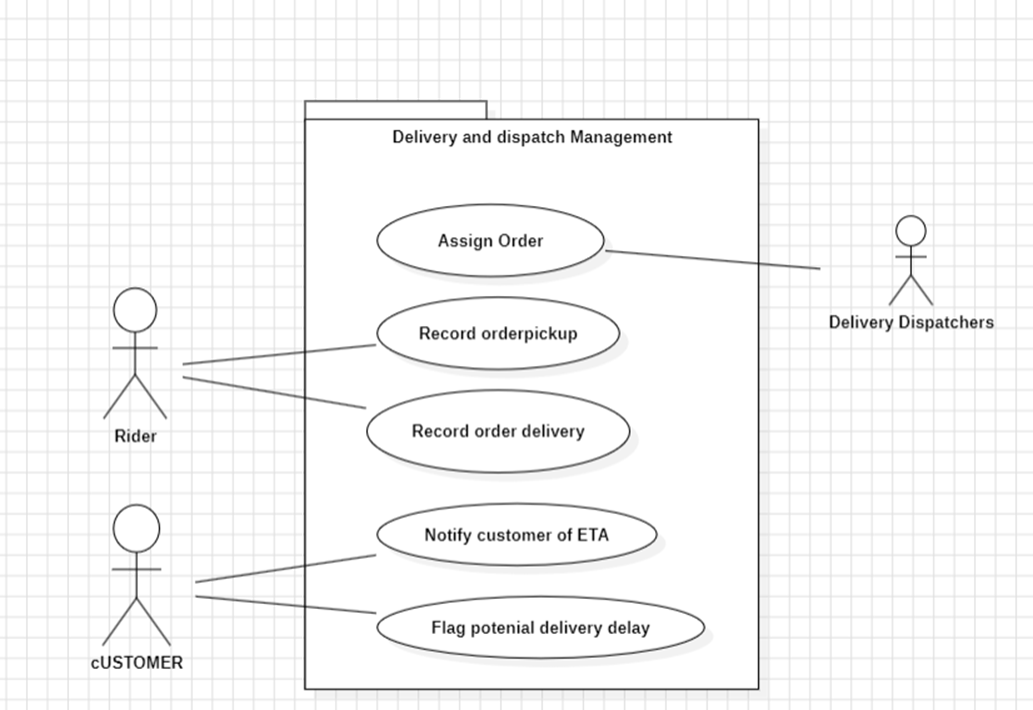 Delivery and dispatch Management
Assign Order
Delivery Dispatchers
Record orderpickup
Rider
Record order delivery
Notify customer of ETA
Flag potenial delivery delay
cUSTOMER